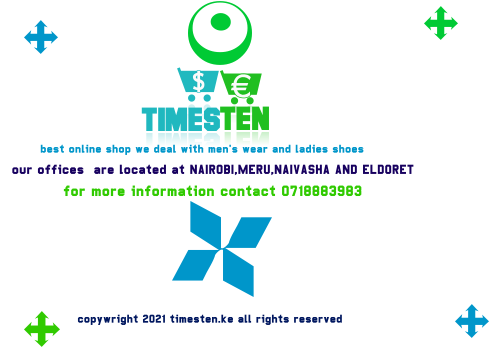 $ €
TIMESTEN
best online shop we deal with men's wear and ladies shoes
our offices are located at NAIROBI,MERU,NAIVASHA AND ELDORET
for more information contact 0718883983
copywright 2021 timesten.ke all rights reserved